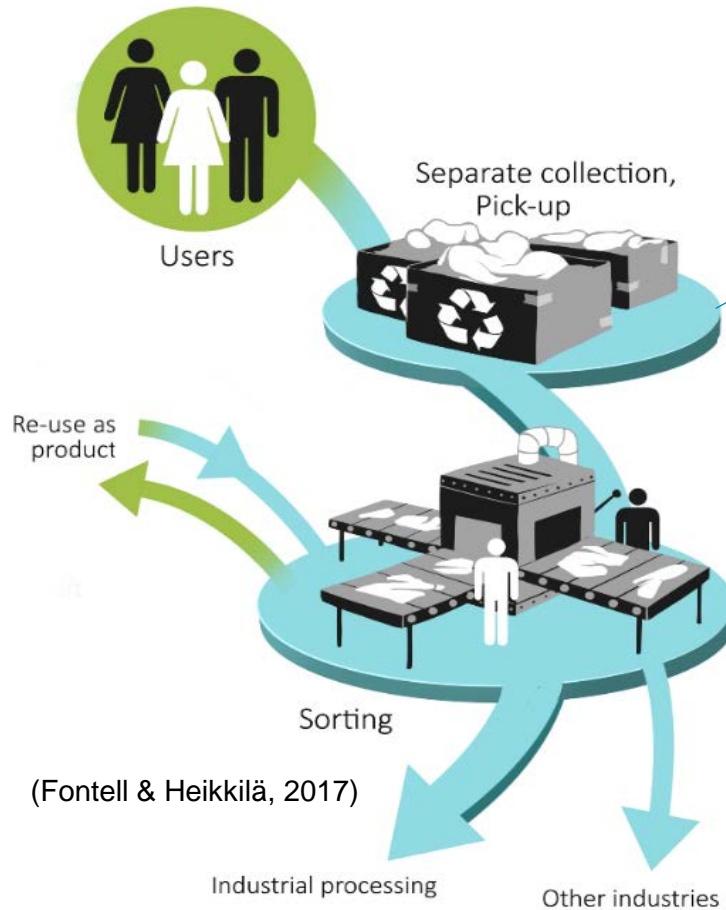 Users
Separate collection,
Pick-up
Re-use as
product
Sorting
(Fontell & Heikkilä, 2017)
Industrial processing
Other industries